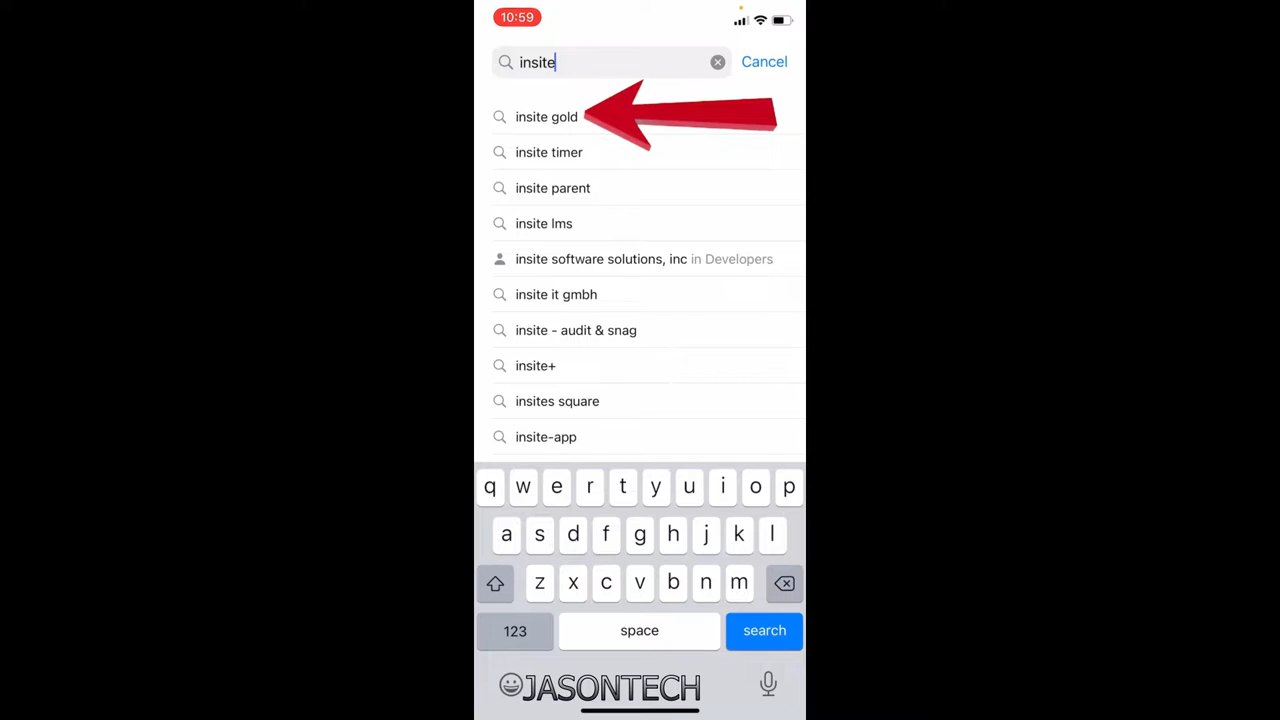 10:59
insite
Cancel
insite gold
insite timer
insite parent
insite lms
insite software solutions, inc in Developers
insite it gmbh
insite - audit & snag
insite+
insites square
insite-app
q w e r t y u i o p
a s d f g h j k l
z x c v b n m
123 space search
JASONTECH